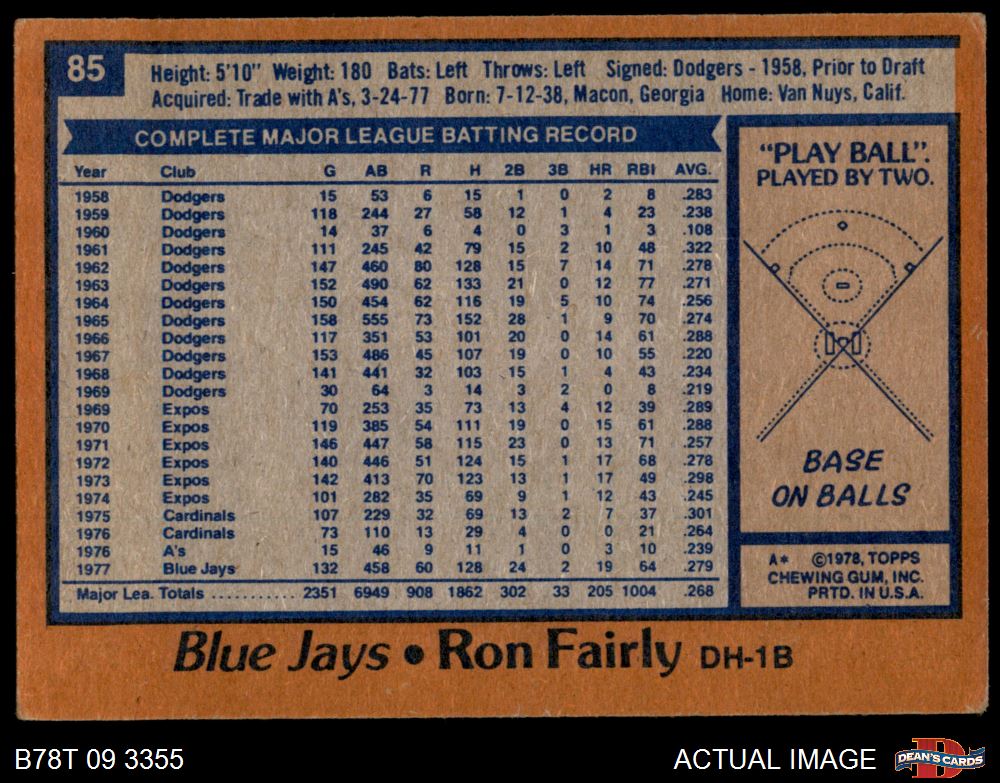 85
Height: 5'10" Weight: 180 Bats: Left Throws: Left Signed: Dodgers - 1958, Prior to Draft
Acquired: Trade with A's, 3-24-77 Born: 7-12-38, Macon, Georgia Home: Van Nuys, Calif.
COMPLETE MAJOR LEAGUE BATTING RECORD
Year Club G AB R H 2B 3B HR RBI AVG.
1958 Dodgers 15 53 6 15 1 0 2 8 .283
1959 Dodgers 118 244 27 58 12 1 4 23 .238
1960 Dodgers 14 37 6 4 0 3 1 3 .108
1961 Dodgers 111 245 42 79 15 2 10 48 .322
1962 Dodgers 147 460 80 128 15 7 14 71 .278
1963 Dodgers 152 490 62 133 21 0 12 77 .271
1964 Dodgers 150 454 62 116 19 5 10 74 .256
1965 Dodgers 158 555 73 152 28 1 9 70 .274
1966 Dodgers 117 351 53 101 20 0 14 61 .288
1967 Dodgers 153 486 45 107 19 0 10 55 .220
1968 Dodgers 141 441 32 103 15 1 4 43 .234
1969 Dodgers 30 64 3 14 3 2 0 8 .219
1969 Expos 70 253 35 73 13 4 12 39 .289
1970 Expos 119 385 54 111 19 0 15 61 .288
1971 Expos 146 447 58 115 23 0 13 71 .257
1972 Expos 140 446 51 124 15 1 17 68 .278
1973 Expos 142 413 70 123 13 1 17 49 .298
1974 Expos 101 282 35 69 9 1 12 43 .245
1975 Cardinals 107 229 32 69 13 2 7 37 .301
1976 Cardinals 73 110 13 29 4 0 0 21 .264
1976 A's 15 46 9 11 1 0 3 10 .239
1977 Blue Jays 132 458 60 128 24 2 19 64 .279
Major Lea. Totals ........... 2351 6949 908 1862 302 33 205 1004 .268
"PLAY BALL".
PLAYED BY TWO.
BASE
ON BALLS
A* ©1978, TOPPS
CHEWING GUM, INC.
PRTD. IN U.S.A.
Blue Jays • Ron Fairly DH-1B
B78T 09 3355
ACTUAL IMAGE
D
DEAN'S CARDS